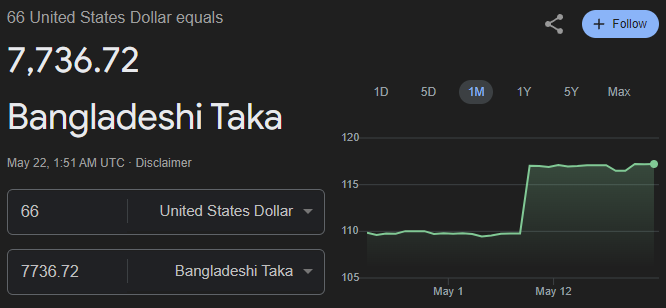 66 United States Dollar equals
7,736.72
Bangladeshi Taka
May 22, 1:51 AM UTC · Disclaimer
66 United States Dollar
7736.72 Bangladeshi Taka
+ Follow
1D 5D 1M 1Y 5Y Max
120
115
110
105
May 1 May 12